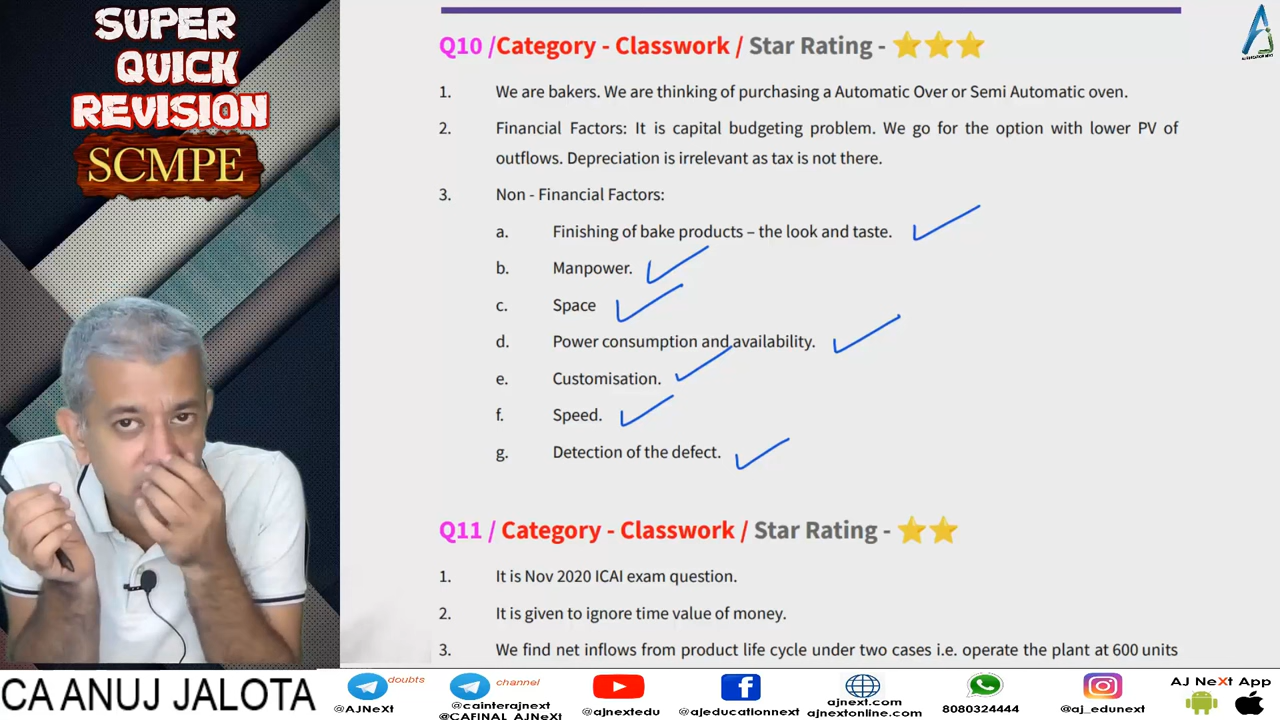 SUPER
QUICK
REVISION
SCMPE
Q10 /Category - Classwork / Star Rating -
1. We are bakers. We are thinking of purchasing a Automatic Over or Semi Automatic oven.
2. Financial Factors: It is capital budgeting problem. We go for the option with lower PV of
outflows. Depreciation is irrelevant as tax is not there.
3. Non - Financial Factors:
a. Finishing of bake products – the look and taste.
b. Manpower.
c. Space
d. Power consumption and availability.
e. Customisation.
f. Speed.
g. Detection of the defect.
Q11 / Category - Classwork / Star Rating -
1. It is Nov 2020 ICAI exam question.
2. It is given to ignore time value of money.
3. We find net inflows from product life cycle under two cases i.e. operate the plant at 600 units
CA ANUJ JALOTA
doubts
@AJNeXt
channel
@cainterajnext
@CAFINAL_AJNeXt
@ajnextedu
@ajeducationnext
ajnext.com
ajnextonline.com
8080324444
@aj_edunext
AJ NeXt App